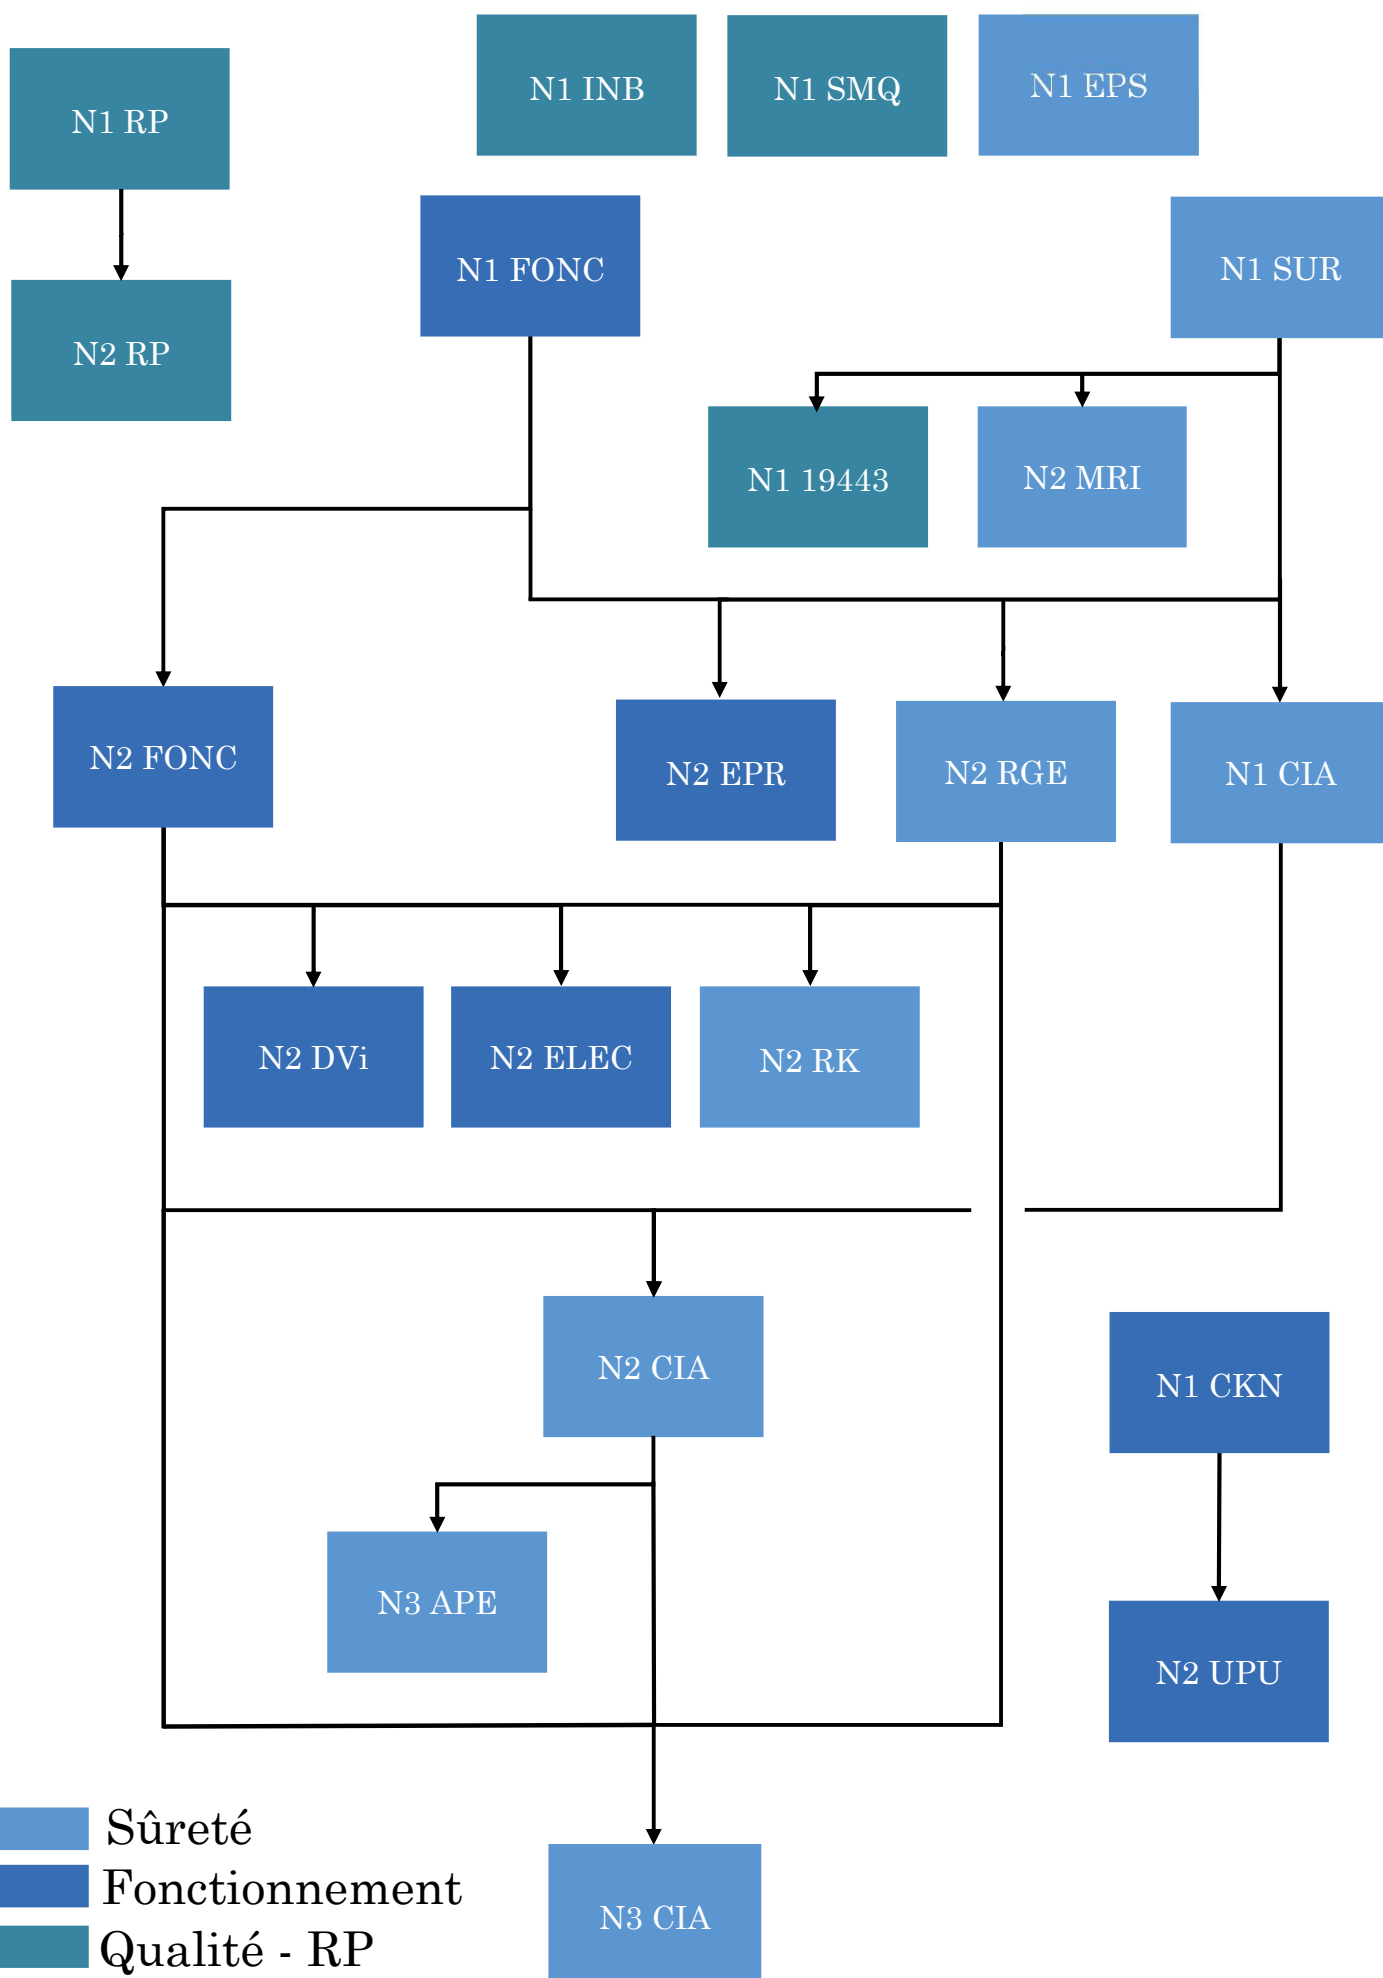 N1 INB
N1 SMQ
N1 EPS
N1 RP
N1 FONC
N1 SUR
N2 RP
N1 19443
N2 MRI
N2 FONC
N2 EPR
N2 RGE
N1 CIA
N2 DVi
N2 ELEC
N2 RK
N2 CIA
N1 CKN
N3 APE
N2 UPU
Sûreté
Fonctionnement
N3 CIA
Qualité - RP